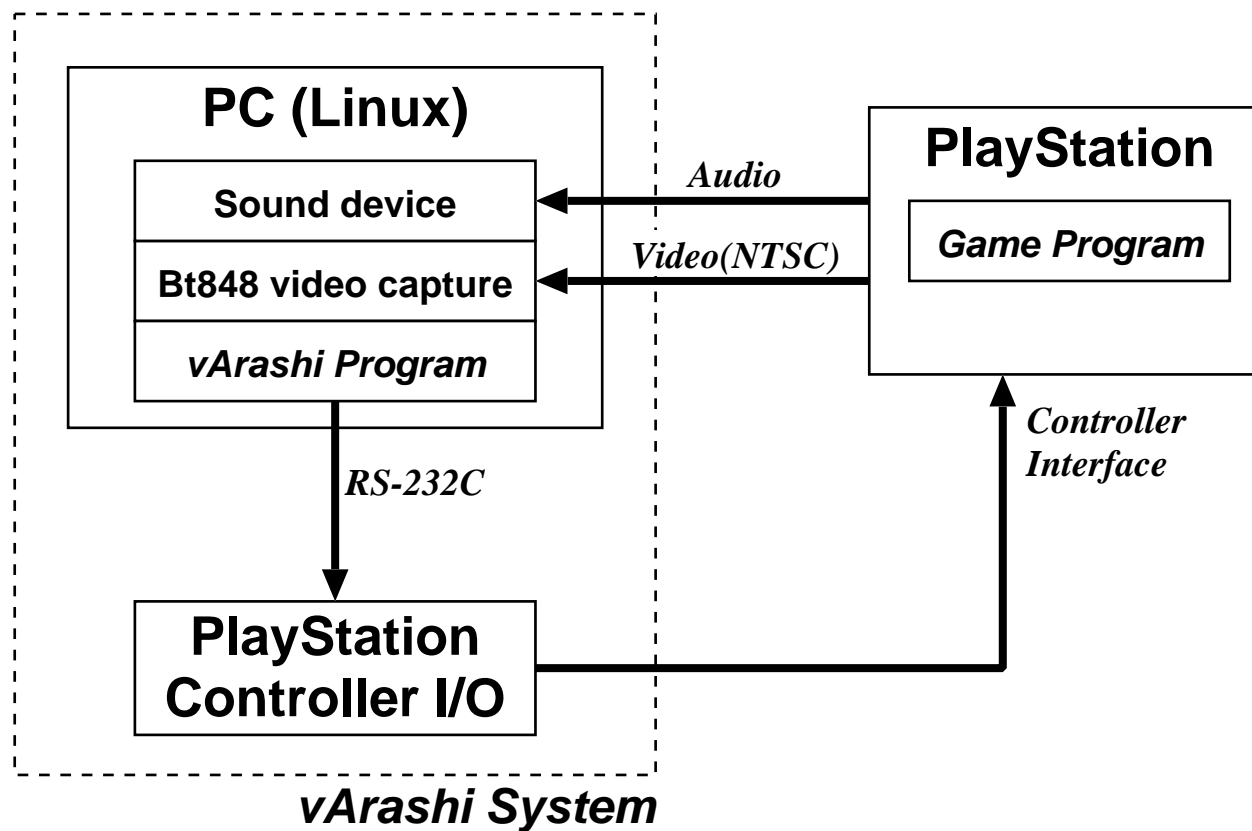 PC (Linux)
Sound device
Bt848 video capture
vArashi Program
RS-232C
PlayStation
Controller I/O
vArashi System
Audio
Video(NTSC)
PlayStation
Game Program
Controller
Interface